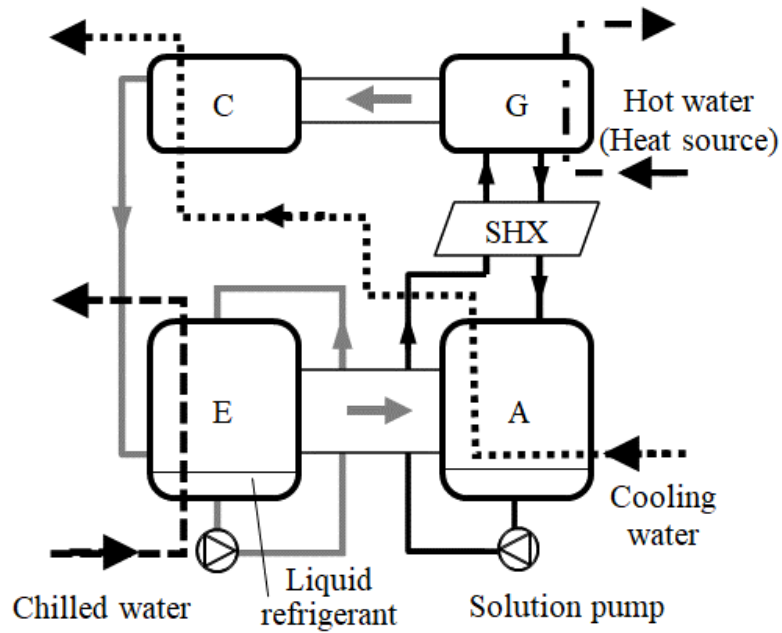 C
G
Hot water
(Heat source)
SHX
E
A
Cooling
water
Liquid
refrigerant
Chilled water
Solution pump